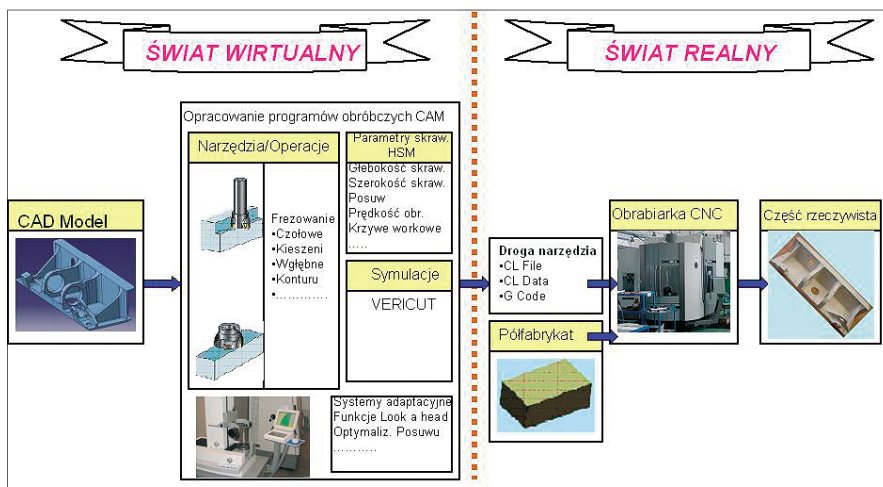 ŚWIAT WIRTUALNY
ŚWIAT REALNY
CAD Model
Opracowanie programów obróbczych CAM
Narzędzia/Operacje
Frezowanie
•Czołowe
•Kieszeni
•Wgłębne
•Konturu
•………….
Parametry skraw.
HSM
Głebokość skraw.
Szerokość skraw.
Posuw
Prędkość obr.
Krzywe workowe
…..
Symulacje
VERICUT
Systemy adaptacyjne
Funkcje Look a head
Optymaliz. Posuwu
………..
Droga narzędzia
•CL File
•CL Data
•G Code
Półfabrykat
Obrabiarka CNC
Część rzeczywista